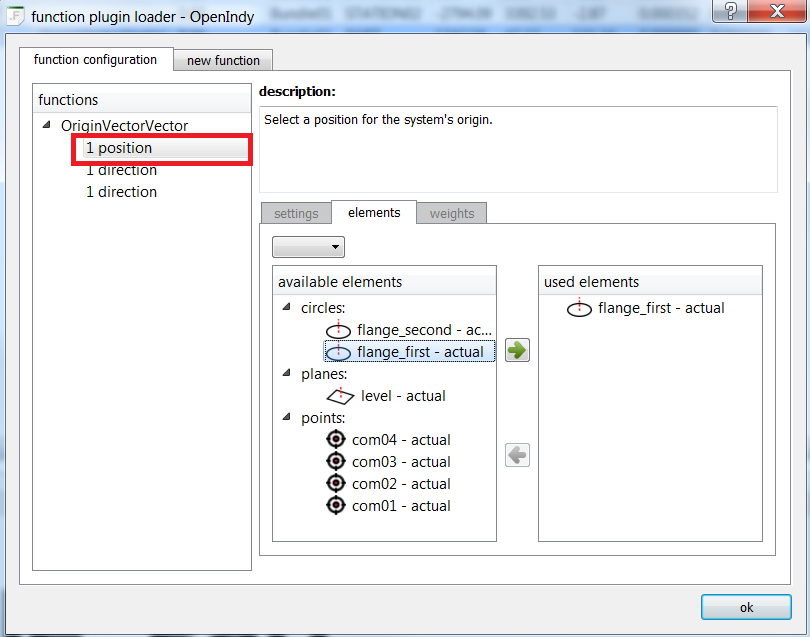 function plugin loader - OpenIndy
function configuration
new function
functions
OriginVectorVector
1 position
1 direction
1 direction
description:
Select a position for the system's origin.
settings
elements
weights
available elements
circles:
flange_second - ac...
flange_first - actual
planes:
level - actual
points:
com04 - actual
com03 - actual
com02 - actual
com01 - actual
used elements
flange_first - actual
ok